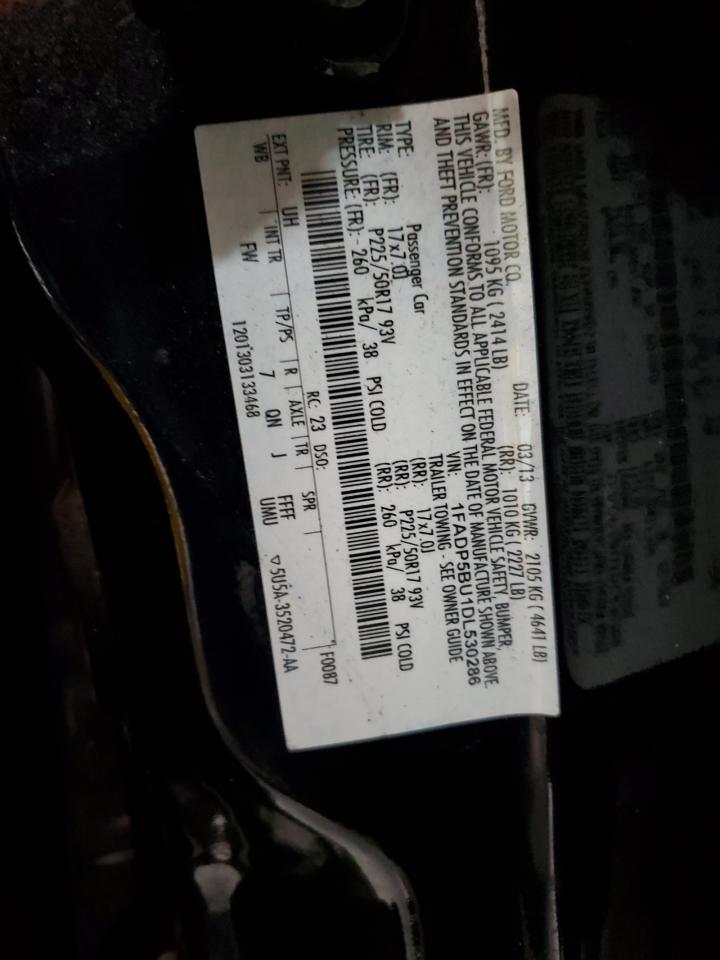 MFD. BY FORD MOTOR CO.
DATE: 03/13 GVWR: 2105 KG ( 4641 LB)
GAWR: (FR): 1095 KG ( 2414 LB) (RR): 1010 KG ( 2227 LB)
THIS VEHICLE CONFORMS TO ALL APPLICABLE FEDERAL MOTOR VEHICLE SAFETY, BUMPER,
AND THEFT PREVENTION STANDARDS IN EFFECT ON THE DATE OF MANUFACTURE SHOWN ABOVE.
VIN: 1FADP5BU1DL530286
TYPE: Passenger Car TRAILER TOWING - SEE OWNER GUIDE
RIM: (FR): 17x7.0J (RR): 17x7.0J
TIRE: (FR): P225/50R17 93V (RR): P225/50R17 93V
PRESSURE: (FR):- 260 kPa/ 38 PSI COLD (RR): 260 kPa/ 38 PSI COLD
RC: 23 DSO: F0087
EXT PNT: UH INT TR TP/PS R AXLE TR SPR
WB FW 7 QN J FFFF
1201303133468 UMU ▽5U5A-3520472-AA